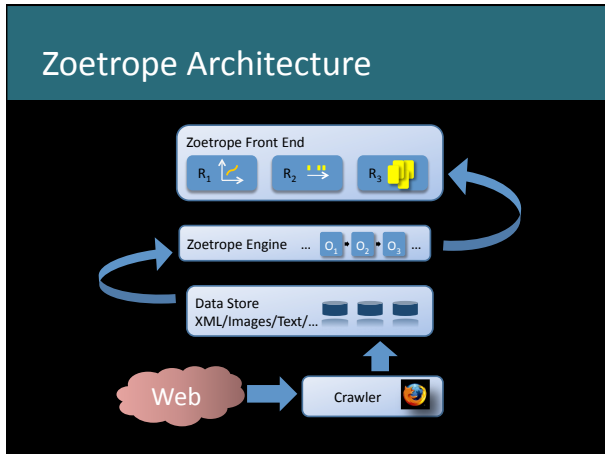 Zoetrope Architecture
Zoetrope Front End
R₁ R₂ R₃
Zoetrope Engine ... O₁ O₂ O₃ ...
Data Store
XML/Images/Text/...
Web
Crawler